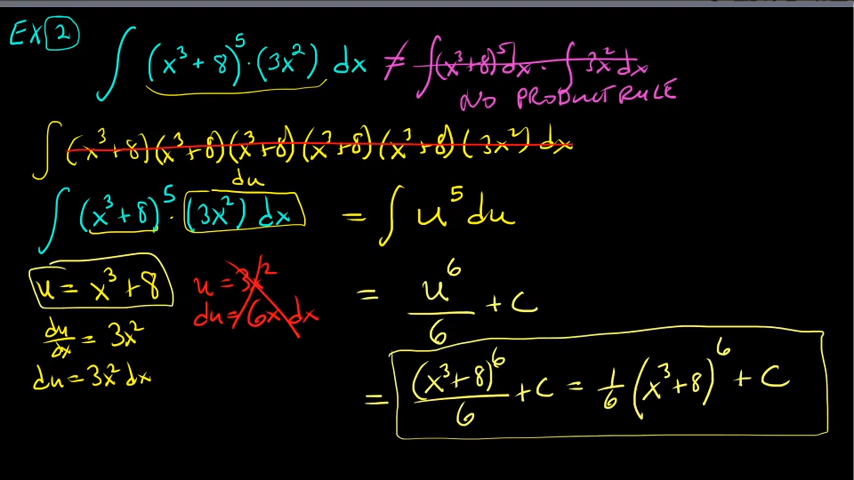 EX 2
∫ (x³+8)⁵·(3x²) dx ≠ ∫(x³+8)⁵dx · ∫3x²dx
NO PRODUCT RULE
∫ (x³+8)(x³+8)(x³+8)(x³+8)(x³+8)(3x²)dx
du
∫ (x³+8)⁵·(3x²) dx = ∫ u⁵ du
u = x³+8
du/dx = 3x²
du = 3x² dx
u = 3x²
du = 6x dx
= u⁶/6 + C
= (x³+8)⁶/6 + C = 1/6 (x³+8)⁶ + C